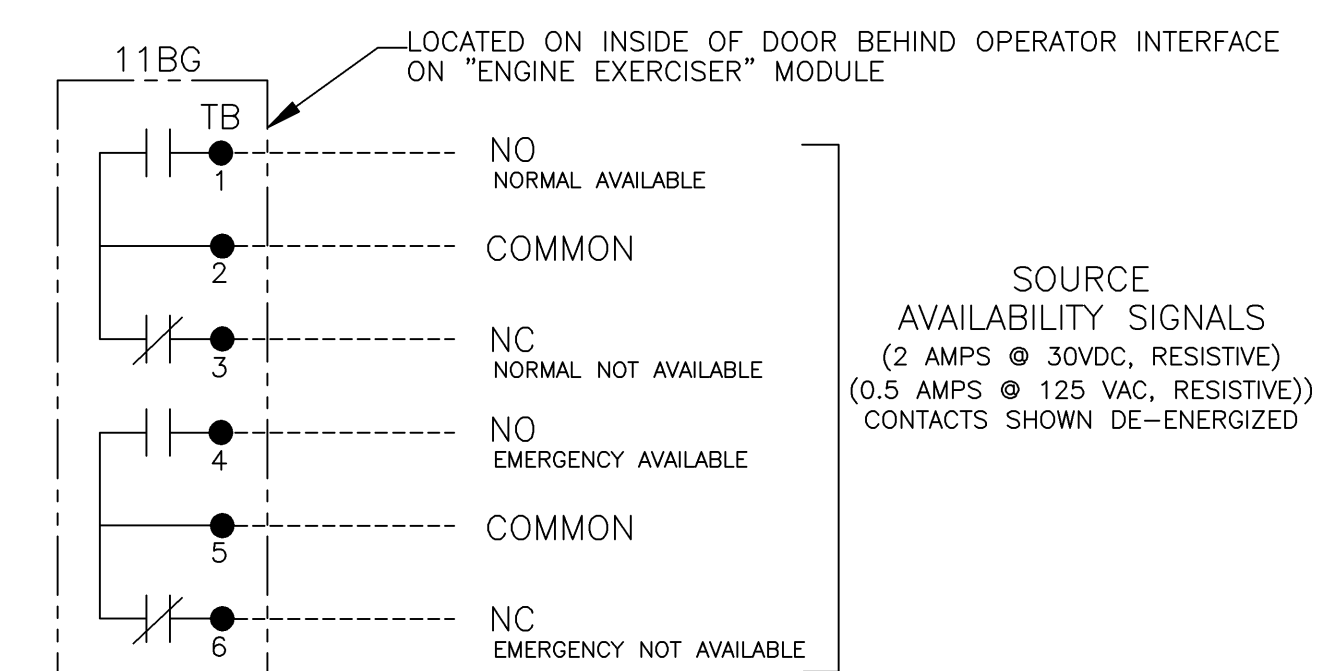 LOCATED ON INSIDE OF DOOR BEHIND OPERATOR INTERFACE
ON "ENGINE EXERCISER" MODULE
11BG
TB
1
NO
NORMAL AVAILABLE
2
COMMON
3
NC
NORMAL NOT AVAILABLE
4
NO
EMERGENCY AVAILABLE
5
COMMON
6
NC
EMERGENCY NOT AVAILABLE
SOURCE
AVAILABILITY SIGNALS
(2 AMPS @ 30VDC, RESISTIVE)
(0.5 AMPS @ 125 VAC, RESISTIVE))
CONTACTS SHOWN DE-ENERGIZED